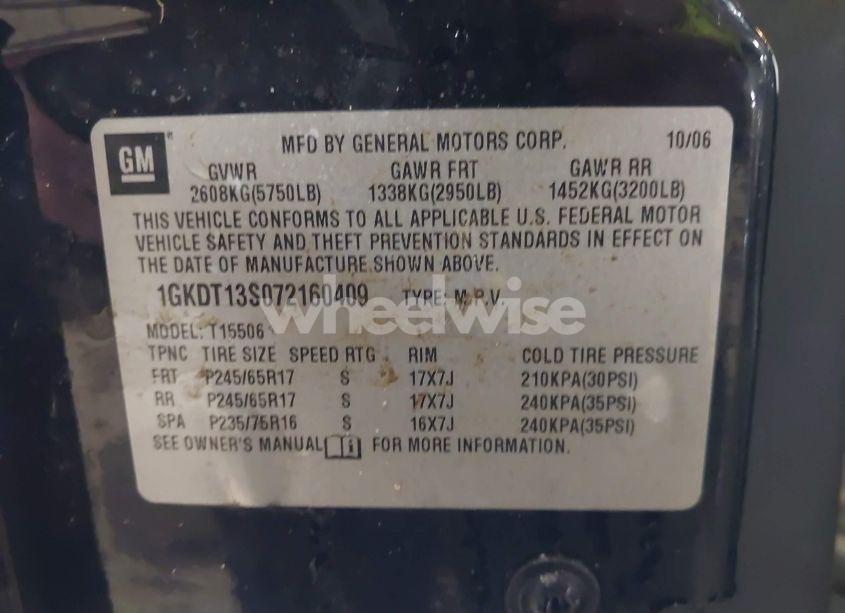 GM
MFD BY GENERAL MOTORS CORP. 10/06
GVWR GAWR FRT GAWR RR
2608KG(5750LB) 1338KG(2950LB) 1452KG(3200LB)
THIS VEHICLE CONFORMS TO ALL APPLICABLE U.S. FEDERAL MOTOR
VEHICLE SAFETY AND THEFT PREVENTION STANDARDS IN EFFECT ON
THE DATE OF MANUFACTURE SHOWN ABOVE.
1GKDT13S072160409 TYPE: M.P.V.
wheelwise
MODEL: T15506
TPNC TIRE SIZE SPEED RTG RIM COLD TIRE PRESSURE
FRT P245/65R17 S 17X7J 210KPA(30PSI)
RR P245/65R17 S 17X7J 240KPA(35PSI)
SPA P235/75R16 S 16X7J 240KPA(35PSI)
SEE OWNER'S MANUAL FOR MORE INFORMATION.